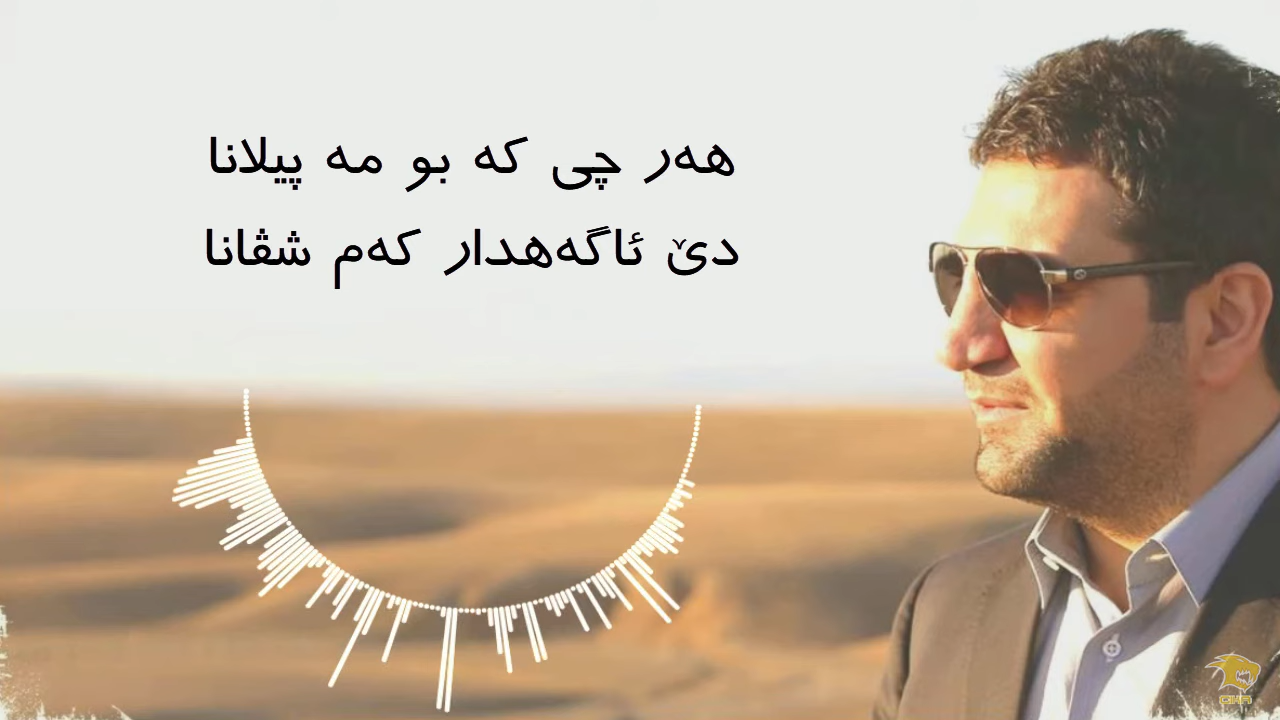 هەر چی کە بو مە پیلانا
دێ ئاگەهدار کەم شڤانا